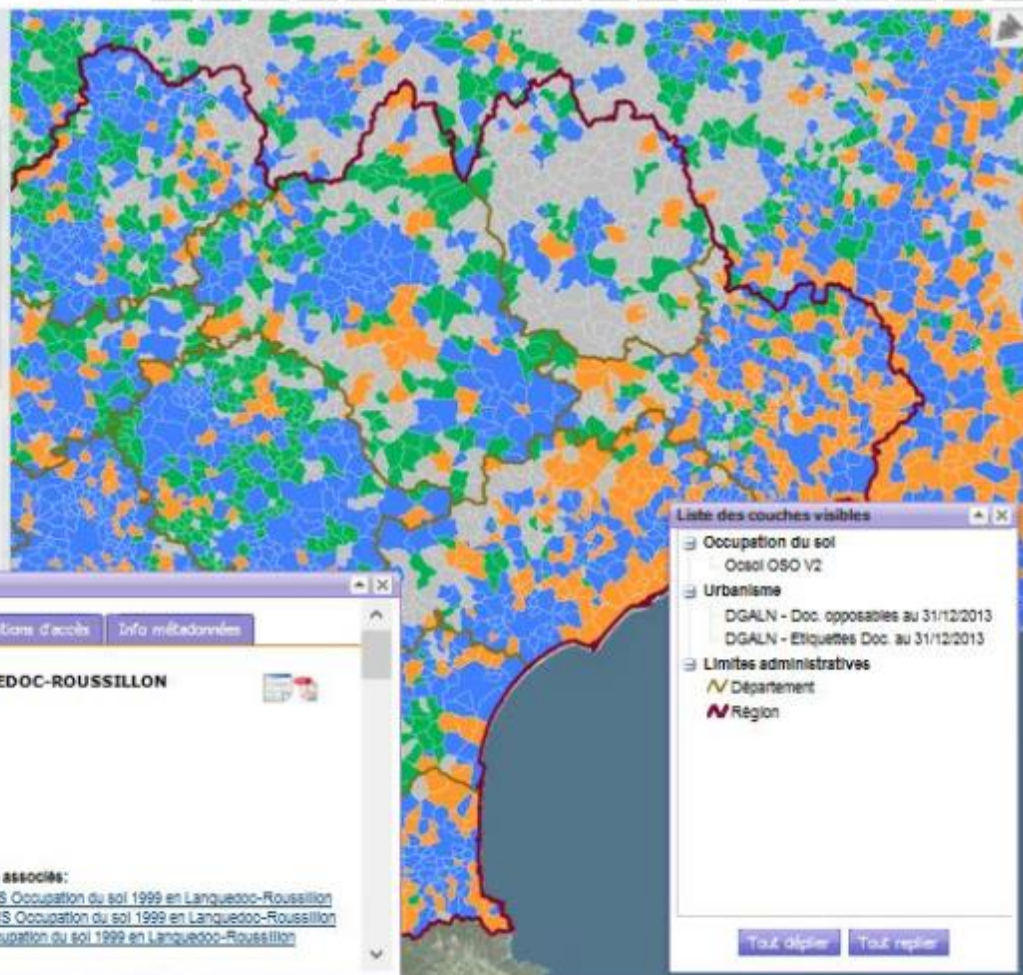 Liste des couches visibles
Occupation du sol
Ocsol OSO V2
Urbanisme
DGALN - Doc. opposables au 31/12/2013
DGALN - Etiquettes Doc. au 31/12/2013
Limites administratives
Département
Région
Tout déplier Tout replier
tions d'accès Info métadonnées
EDOC-ROUSSILLON
associés:
S Occupation du sol 1999 en Languedoc-Roussillon
S Occupation du sol 1999 en Languedoc-Roussillon
upation du sol 1999 en Languedoc-Roussillon